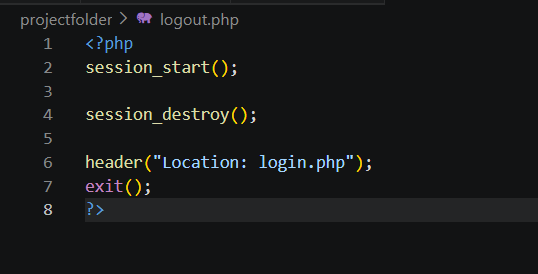 projectfolder > logout.php
1 <?php
2 session_start();
3
4 session_destroy();
5
6 header("Location: login.php");
7 exit();
8 ?>